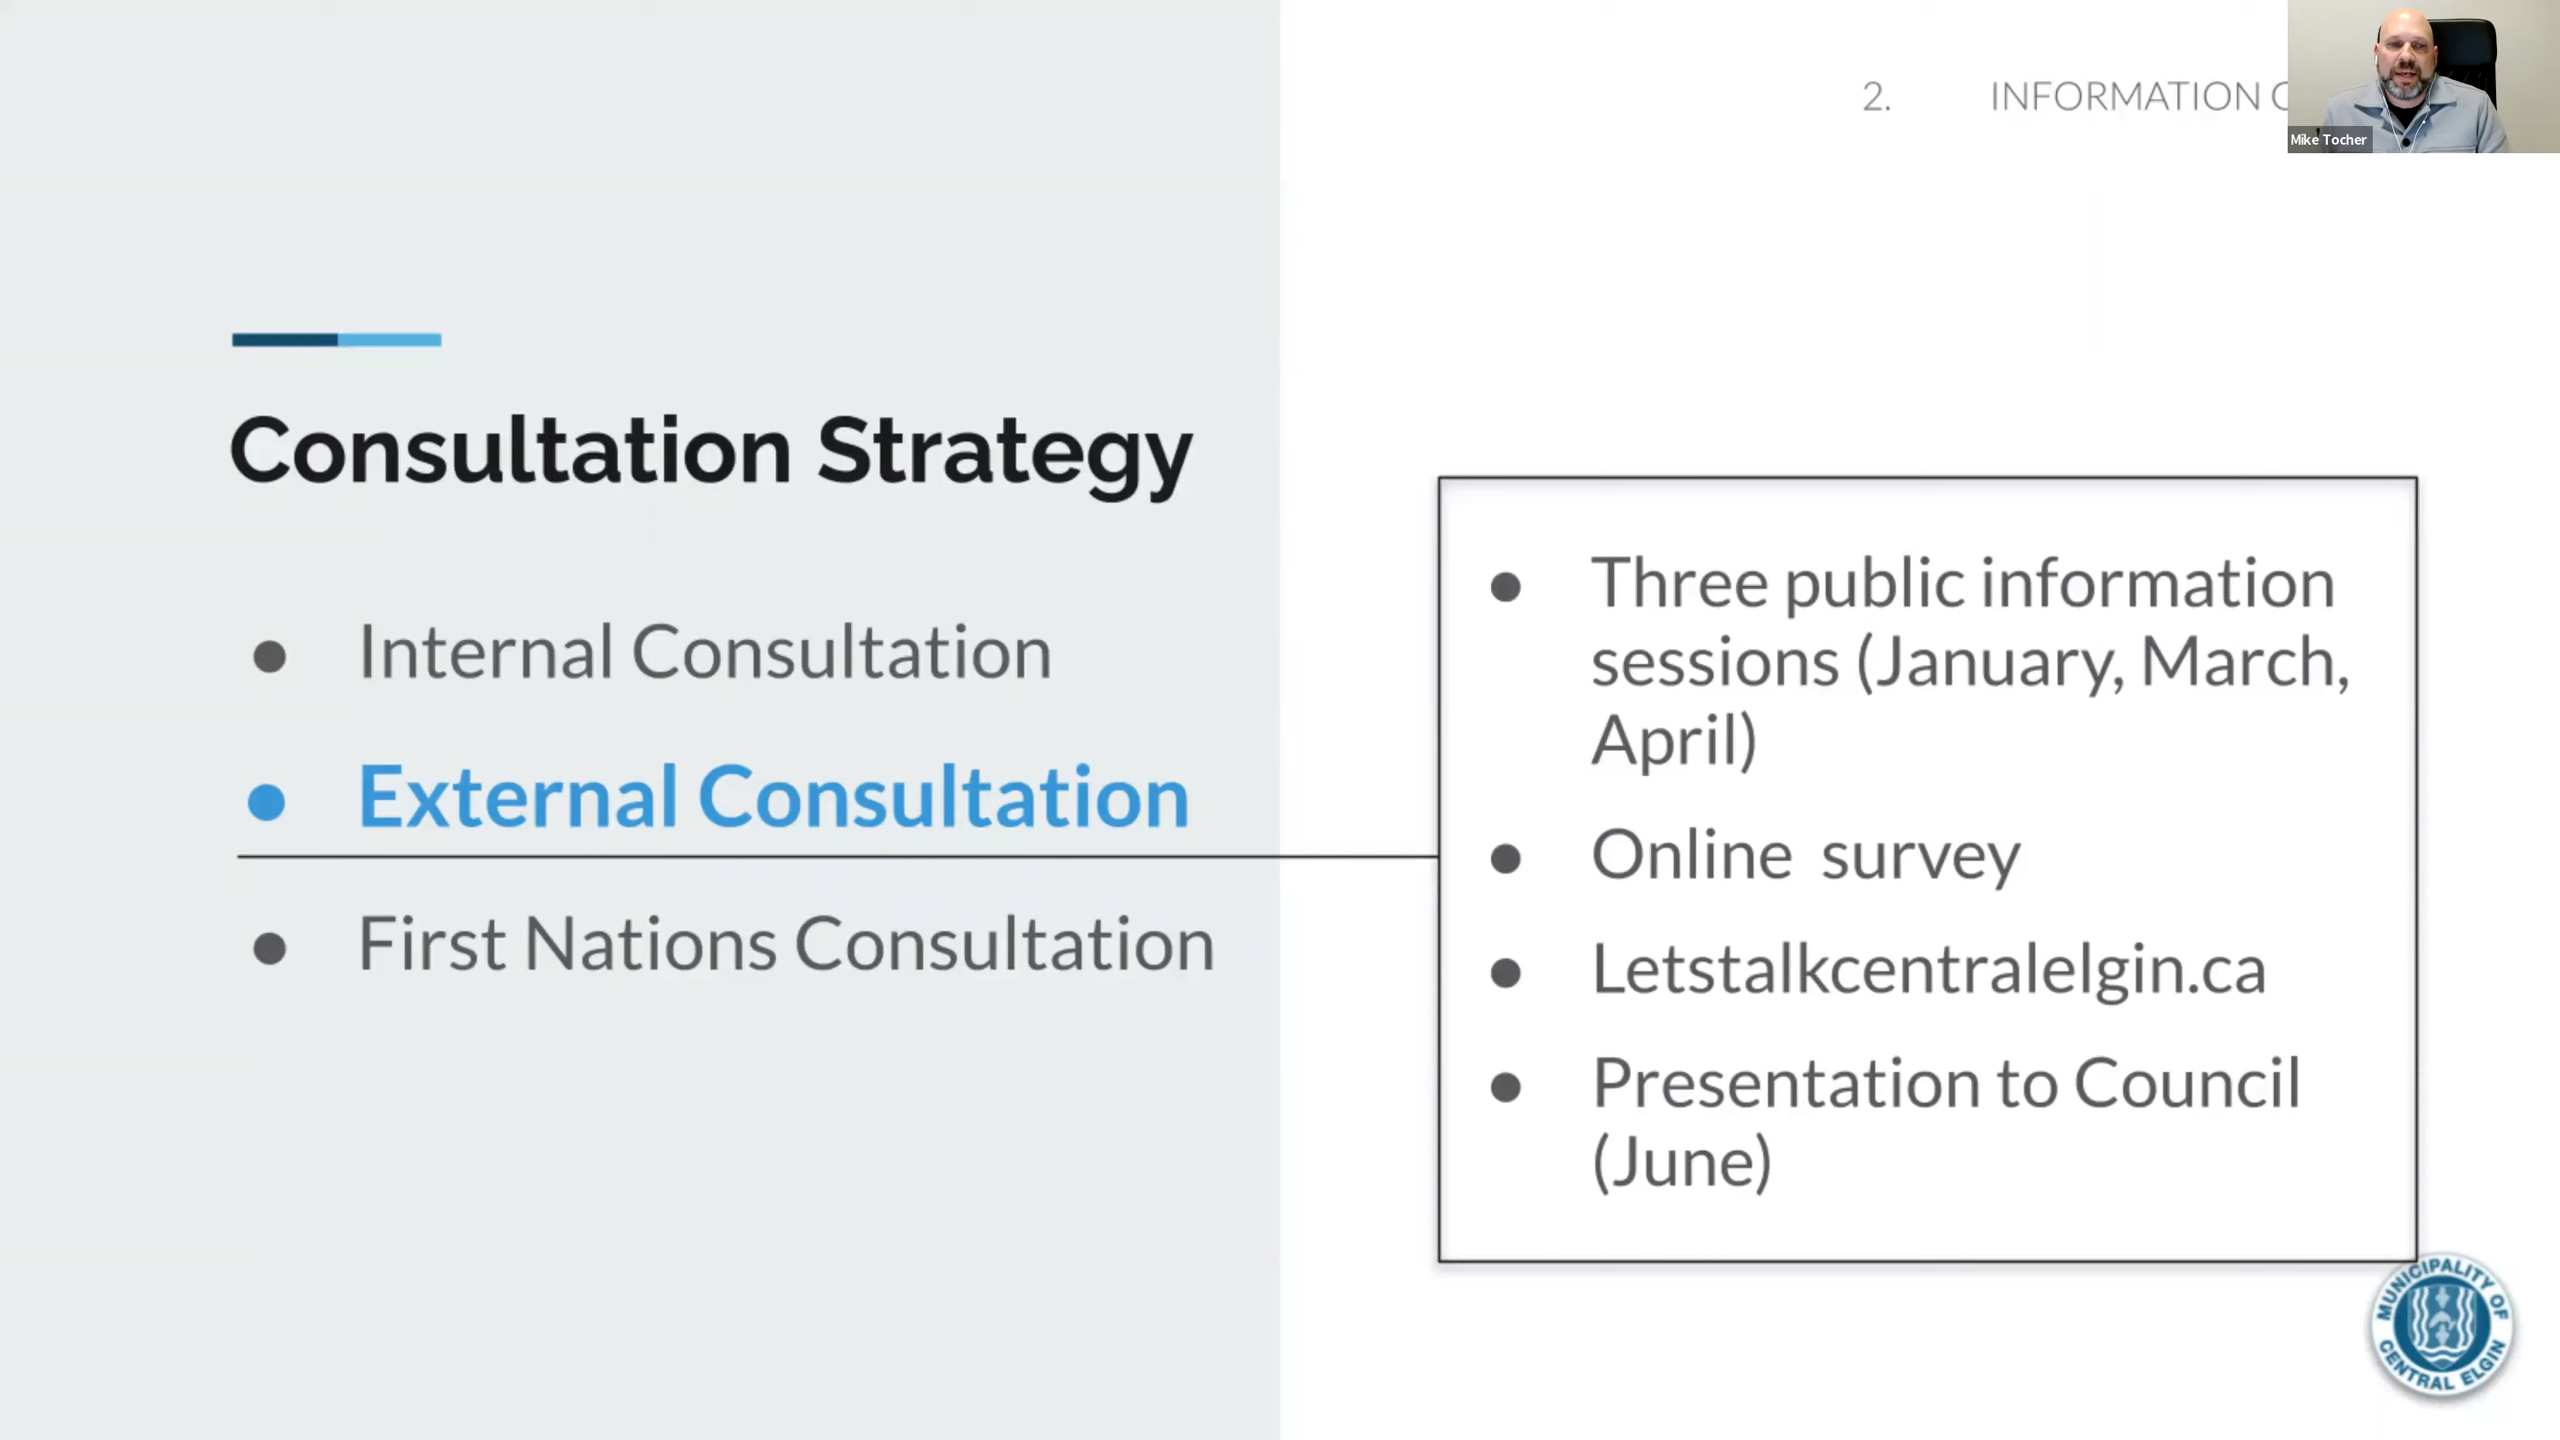 2. INFORMATION
Mike Tocher
Consultation Strategy
● Internal Consultation
● External Consultation
● First Nations Consultation
● Three public information
sessions (January, March,
April)
● Online survey
● Letstalkcentralelgin.ca
● Presentation to Council
(June)
MUNICIPALITY OF
CENTRAL ELGIN